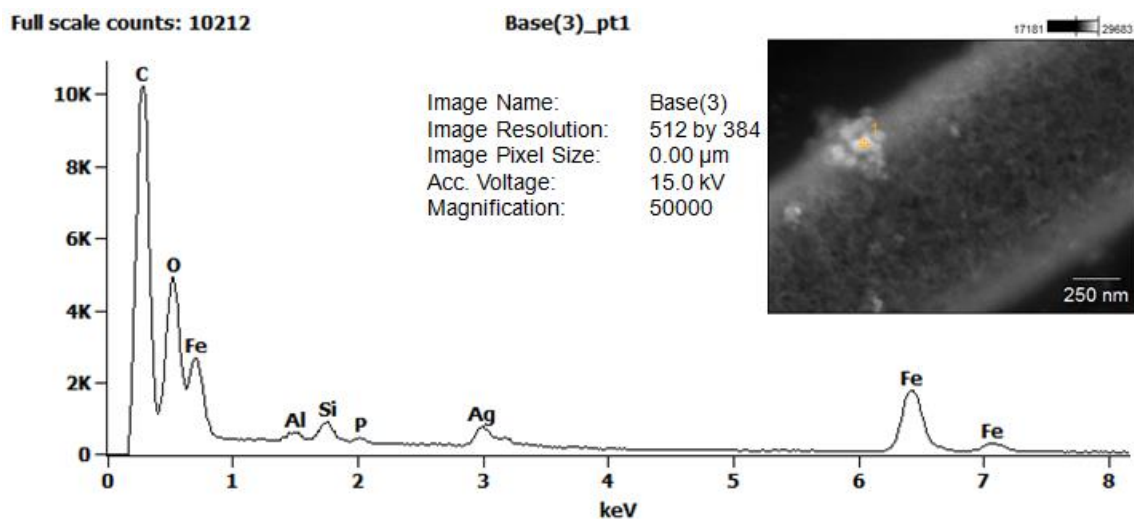 Full scale counts: 10212
Base(3)_pt1
17181 29683
Image Name: Base(3)
Image Resolution: 512 by 384
Image Pixel Size: 0.00 µm
Acc. Voltage: 15.0 kV
Magnification: 50000
1
250 nm
C
10K
8K
6K
O
4K
Fe
2K
Al
Si
P
Ag
Fe
Fe
0
0 1 2 3 4 5 6 7 8
keV